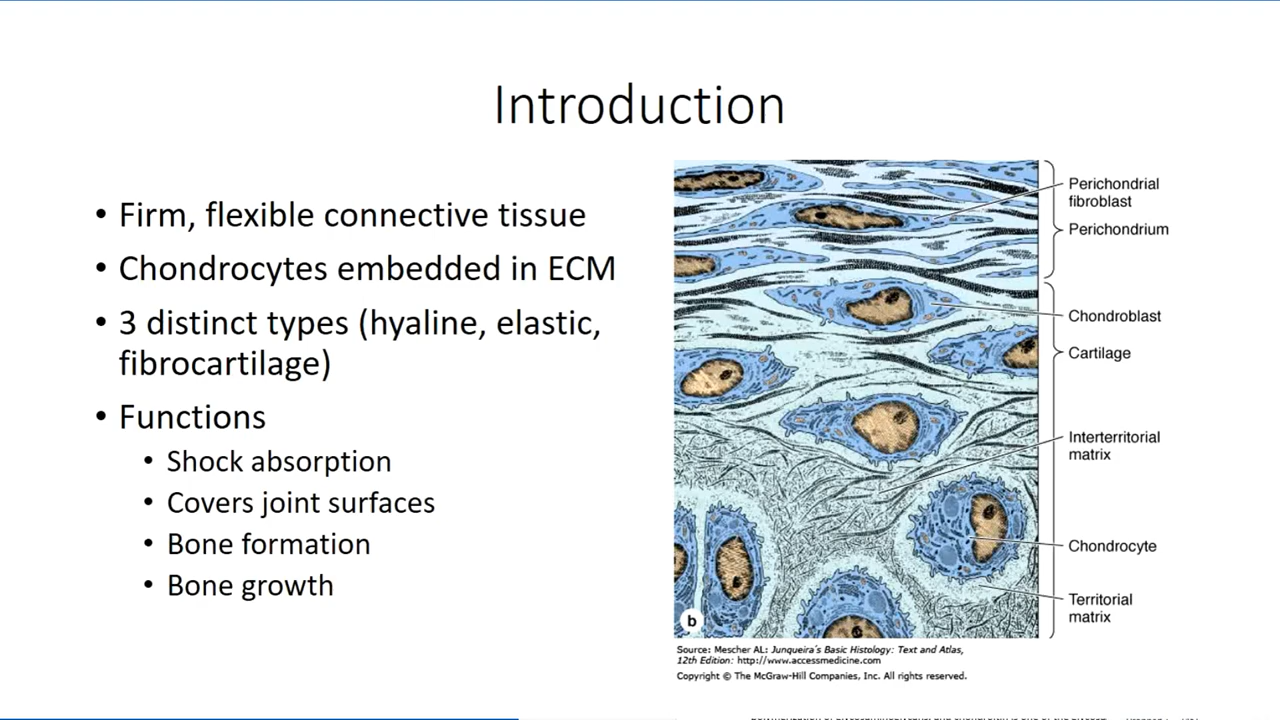 Introduction
• Firm, flexible connective tissue
• Chondrocytes embedded in ECM
• 3 distinct types (hyaline, elastic,
fibrocartilage)
• Functions
• Shock absorption
• Covers joint surfaces
• Bone formation
• Bone growth
Perichondrial
fibroblast
Perichondrium
Chondroblast
Cartilage
Interterritorial
matrix
Chondrocyte
Territorial
matrix
b
Source: Mescher AL: Junqueira's Basic Histology: Text and Atlas,
12th Edition: http://www.accessmedicine.com
Copyright © The McGraw-Hill Companies, Inc. All rights reserved.